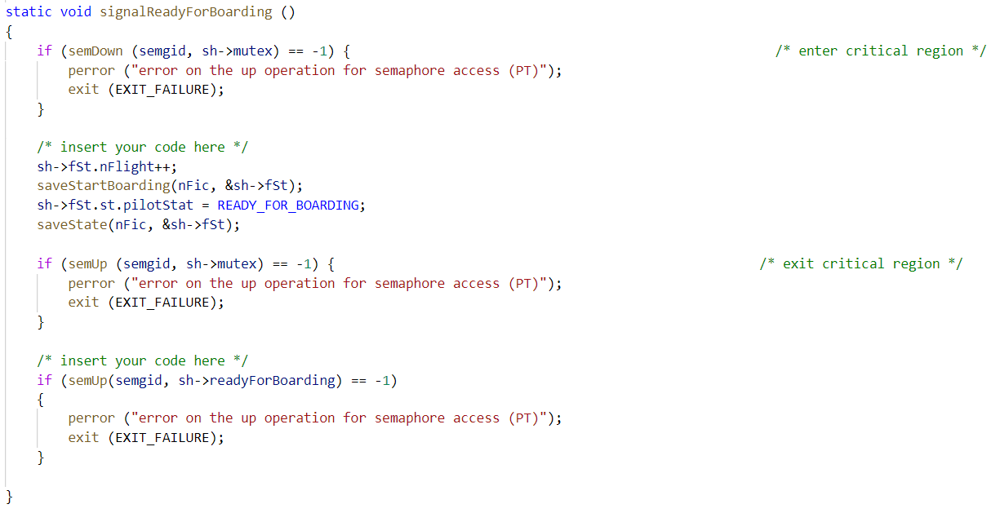 static void signalReadyForBoarding ()
{
    if (semDown (semgid, sh->mutex) == -1) {                                                      /* enter critical region */
        perror ("error on the up operation for semaphore access (PT)");
        exit (EXIT_FAILURE);
    }

    /* insert your code here */
    sh->fSt.nFlight++;
    saveStartBoarding(nFic, &sh->fSt);
    sh->fSt.st.pilotStat = READY_FOR_BOARDING;
    saveState(nFic, &sh->fSt);

    if (semUp (semgid, sh->mutex) == -1) {                                                      /* exit critical region */
        perror ("error on the up operation for semaphore access (PT)");
        exit (EXIT_FAILURE);
    }

    /* insert your code here */
    if (semUp(semgid, sh->readyForBoarding) == -1)
    {
        perror ("error on the up operation for semaphore access (PT)");
        exit (EXIT_FAILURE);
    }

}